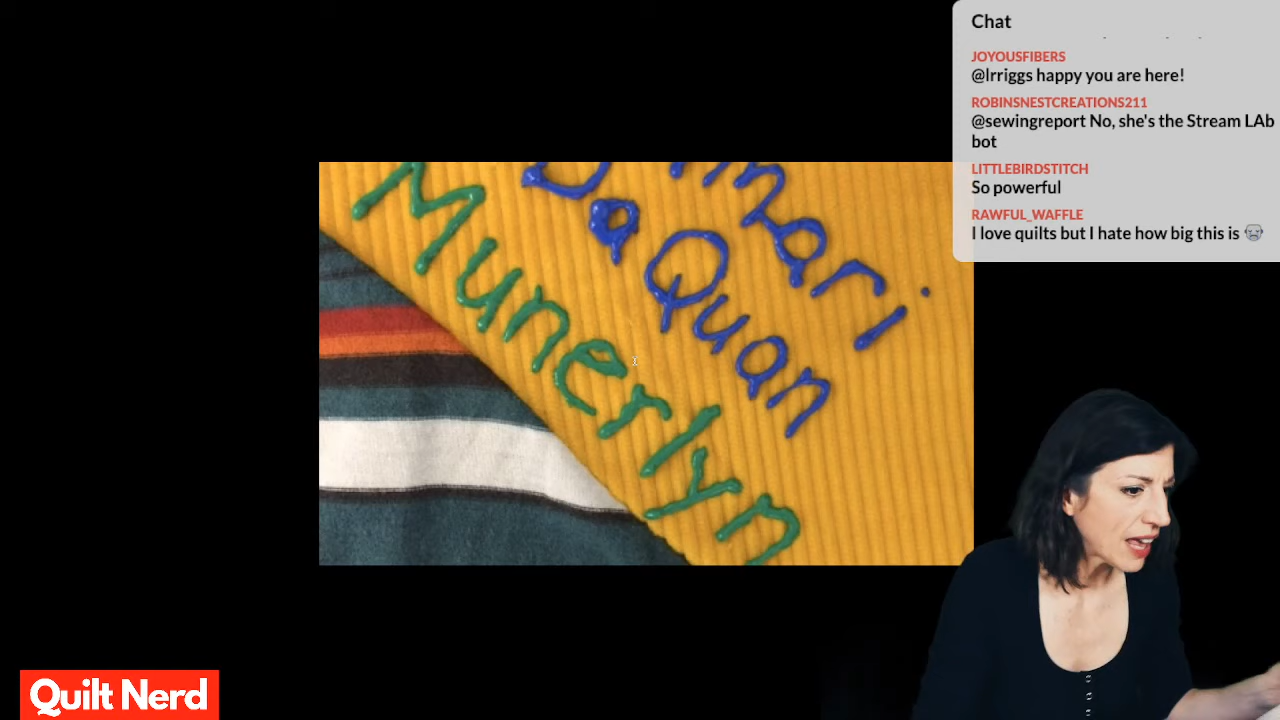 Chat
JOYOUSFIBERS
@lrriggs happy you are here!
ROBINSNESTCREATIONS211
@sewingreport No, she's the Stream LAb
bot
LITTLEBIRDSTITCH
So powerful
RAWFUL_WAFFLE
I love quilts but I hate how big this is
DaQuan
Munerlyn
Quilt Nerd